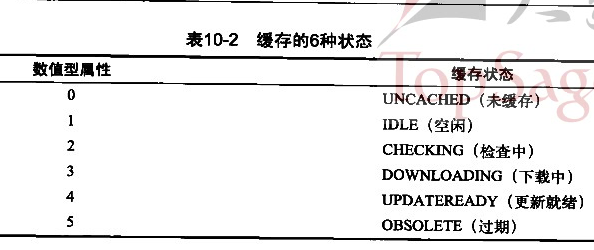 表10-2 缓存的6种状态
数值型属性 缓存状态
0 UNCACHED（未缓存）
1 IDLE（空闲）
2 CHECKING（检查中）
3 DOWNLOADING（下载中）
4 UPDATEREADY（更新就绪）
5 OBSOLETE（过期）
TopSag